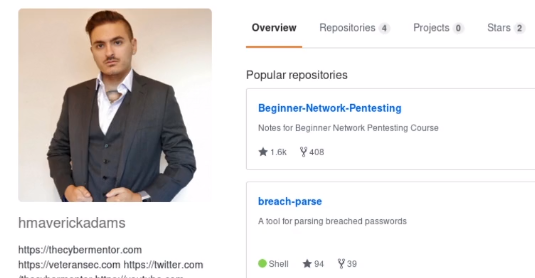 Overview Repositories 4 Projects 0 Stars 2
Popular repositories
Beginner-Network-Pentesting
Notes for Beginner Network Pentesting Course
1.6k 408
breach-parse
A tool for parsing breached passwords
Shell 94 39
hmaverickadams
https://thecybermentor.com
https://veteransec.com https://twitter.com